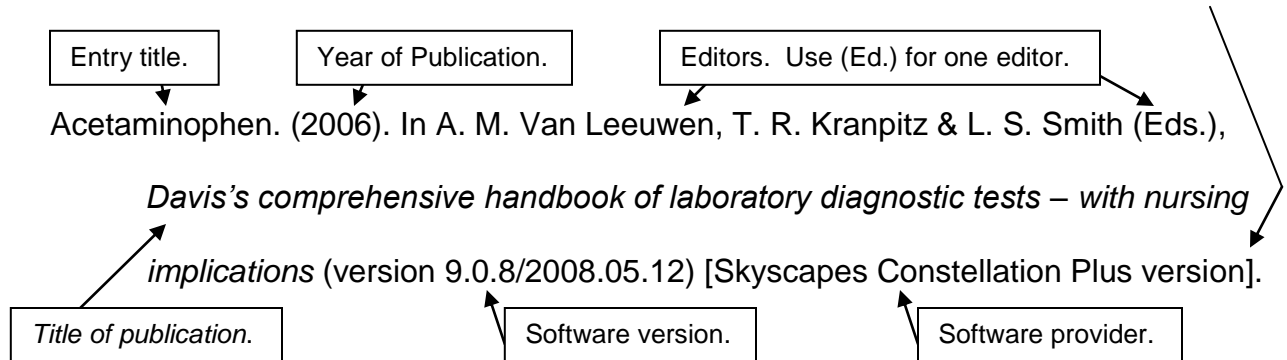 Entry title.
Year of Publication.
Editors.  Use (Ed.) for one editor.
Acetaminophen. (2006). In A. M. Van Leeuwen, T. R. Kranpitz & L. S. Smith (Eds.),
Davis’s comprehensive handbook of laboratory diagnostic tests – with nursing
implications (version 9.0.8/2008.05.12) [Skyscapes Constellation Plus version].
Title of publication.
Software version.
Software provider.